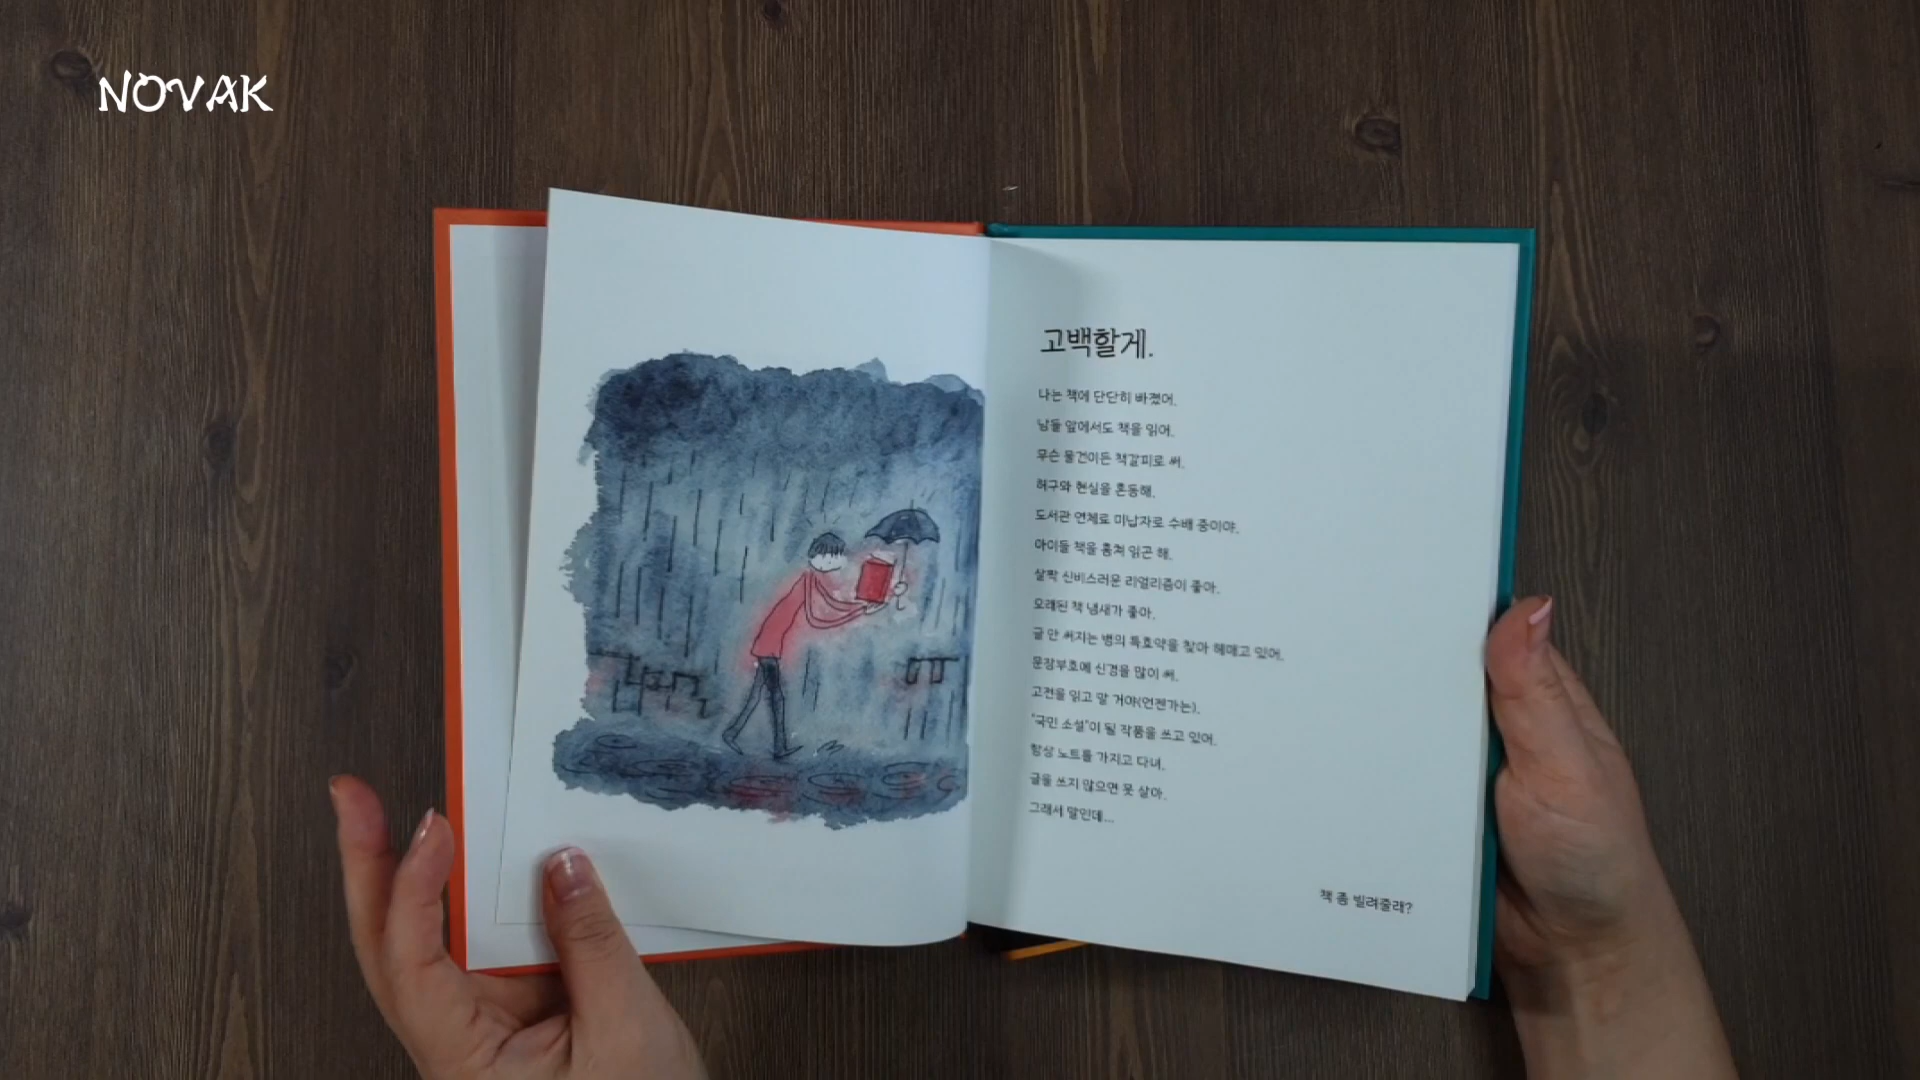 NOVAK
고백할게.
나는 책에 단단히 빠졌어.
남들 앞에서도 책을 읽어.
무슨 물건이든 책갈피로 써.
허구와 현실을 혼동해.
도서관 연체료 미납자로 수배 중이야.
아이들 책을 훔쳐 읽곤 해.
살짝 신비스러운 리얼리즘이 좋아.
오래된 책 냄새가 좋아.
글 안 써지는 병의 특효약을 찾아 헤매고 있어.
문장부호에 신경을 많이 써.
고전을 읽고 말 거야(언젠가는).
"국민 소설"이 될 작품을 쓰고 있어.
항상 노트를 가지고 다녀.
글을 쓰지 않으면 못 살아.
그래서 말인데...
책 좀 빌려줄래?